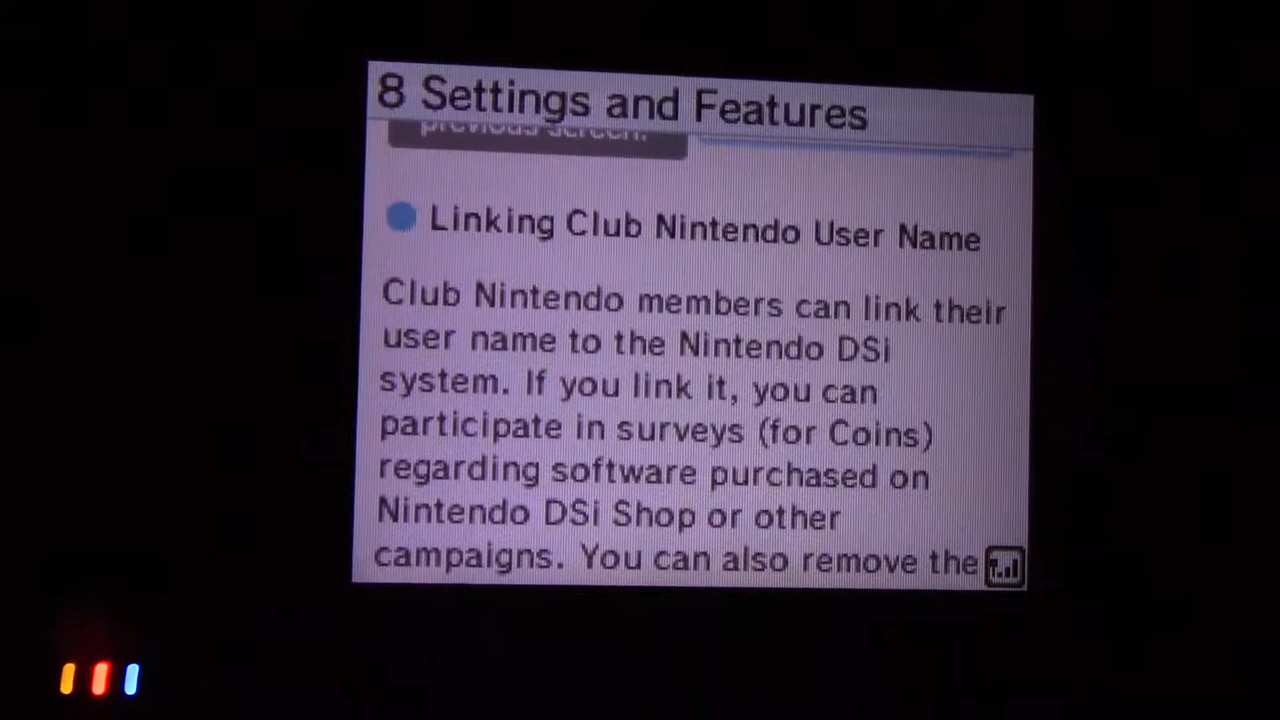 8 Settings and Features
previous screen.
Linking Club Nintendo User Name
Club Nintendo members can link their
user name to the Nintendo DSi
system. If you link it, you can
participate in surveys (for Coins)
regarding software purchased on
Nintendo DSi Shop or other
campaigns. You can also remove the